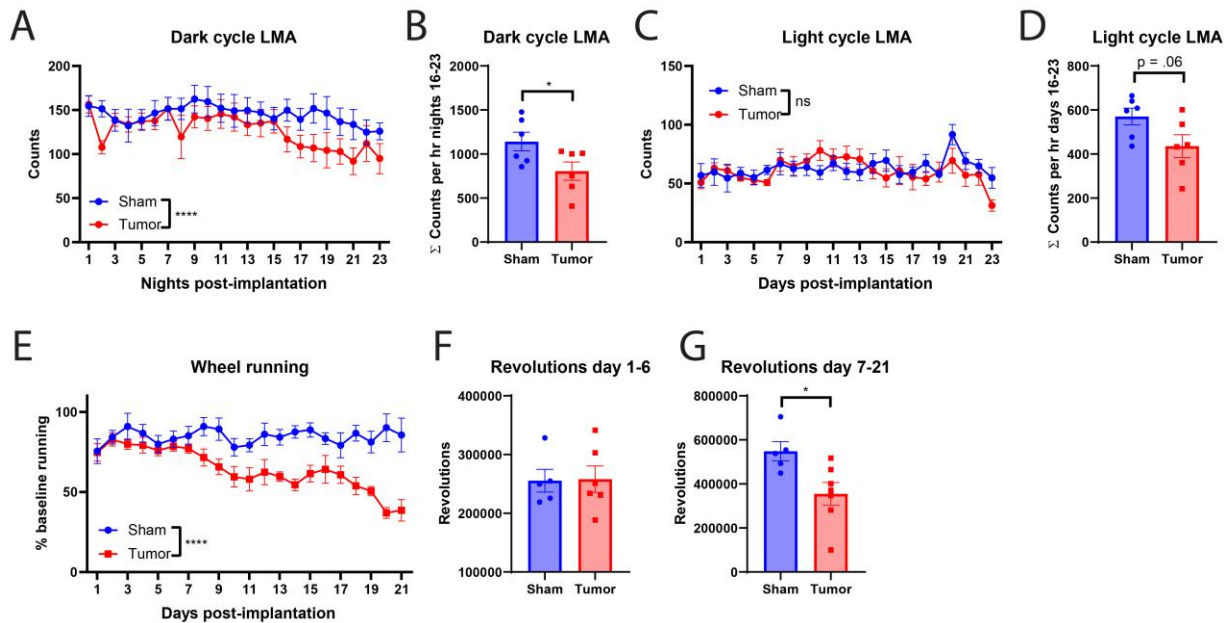 A
Dark cycle LMA
Counts
200
150
100
50
0
Sham
Tumor
****
1 3 5 7 9 11 13 15 17 19 21 23
Nights post-implantation
B
Dark cycle LMA
Σ Counts per hr nights 16-23
2000
1500
1000
500
0
*
Sham Tumor
C
Light cycle LMA
Counts
150
100
50
0
Sham
Tumor
ns
1 3 5 7 9 11 13 15 17 19 21 23
Days post-implantation
D
Light cycle LMA
Σ Counts per hr days 16-23
800
600
400
200
0
p = .06
Sham Tumor
E
Wheel running
% baseline running
100
50
0
Sham
Tumor
****
1 3 5 7 9 11 13 15 17 19 21
Days post-implantation
F
Revolutions day 1-6
Revolutions
400000
300000
200000
100000
Sham Tumor
G
Revolutions day 7-21
Revolutions
800000
600000
400000
200000
0
*
Sham Tumor